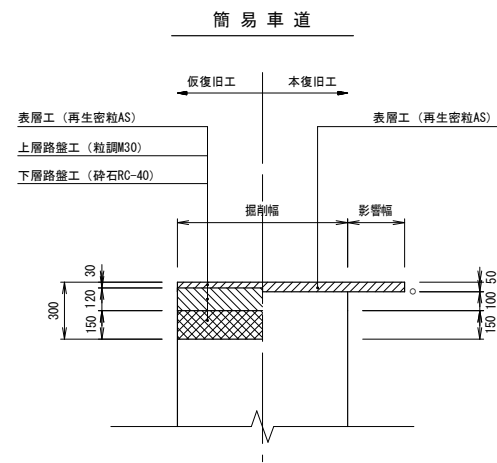 簡易車道
仮復旧工
本復旧工
表層工（再生密粒AS）
表層工（再生密粒AS）
上層路盤工（粒調M30）
下層路盤工（砕石RC-40）
掘削幅
影響幅
30
120
150
300
50
100
150